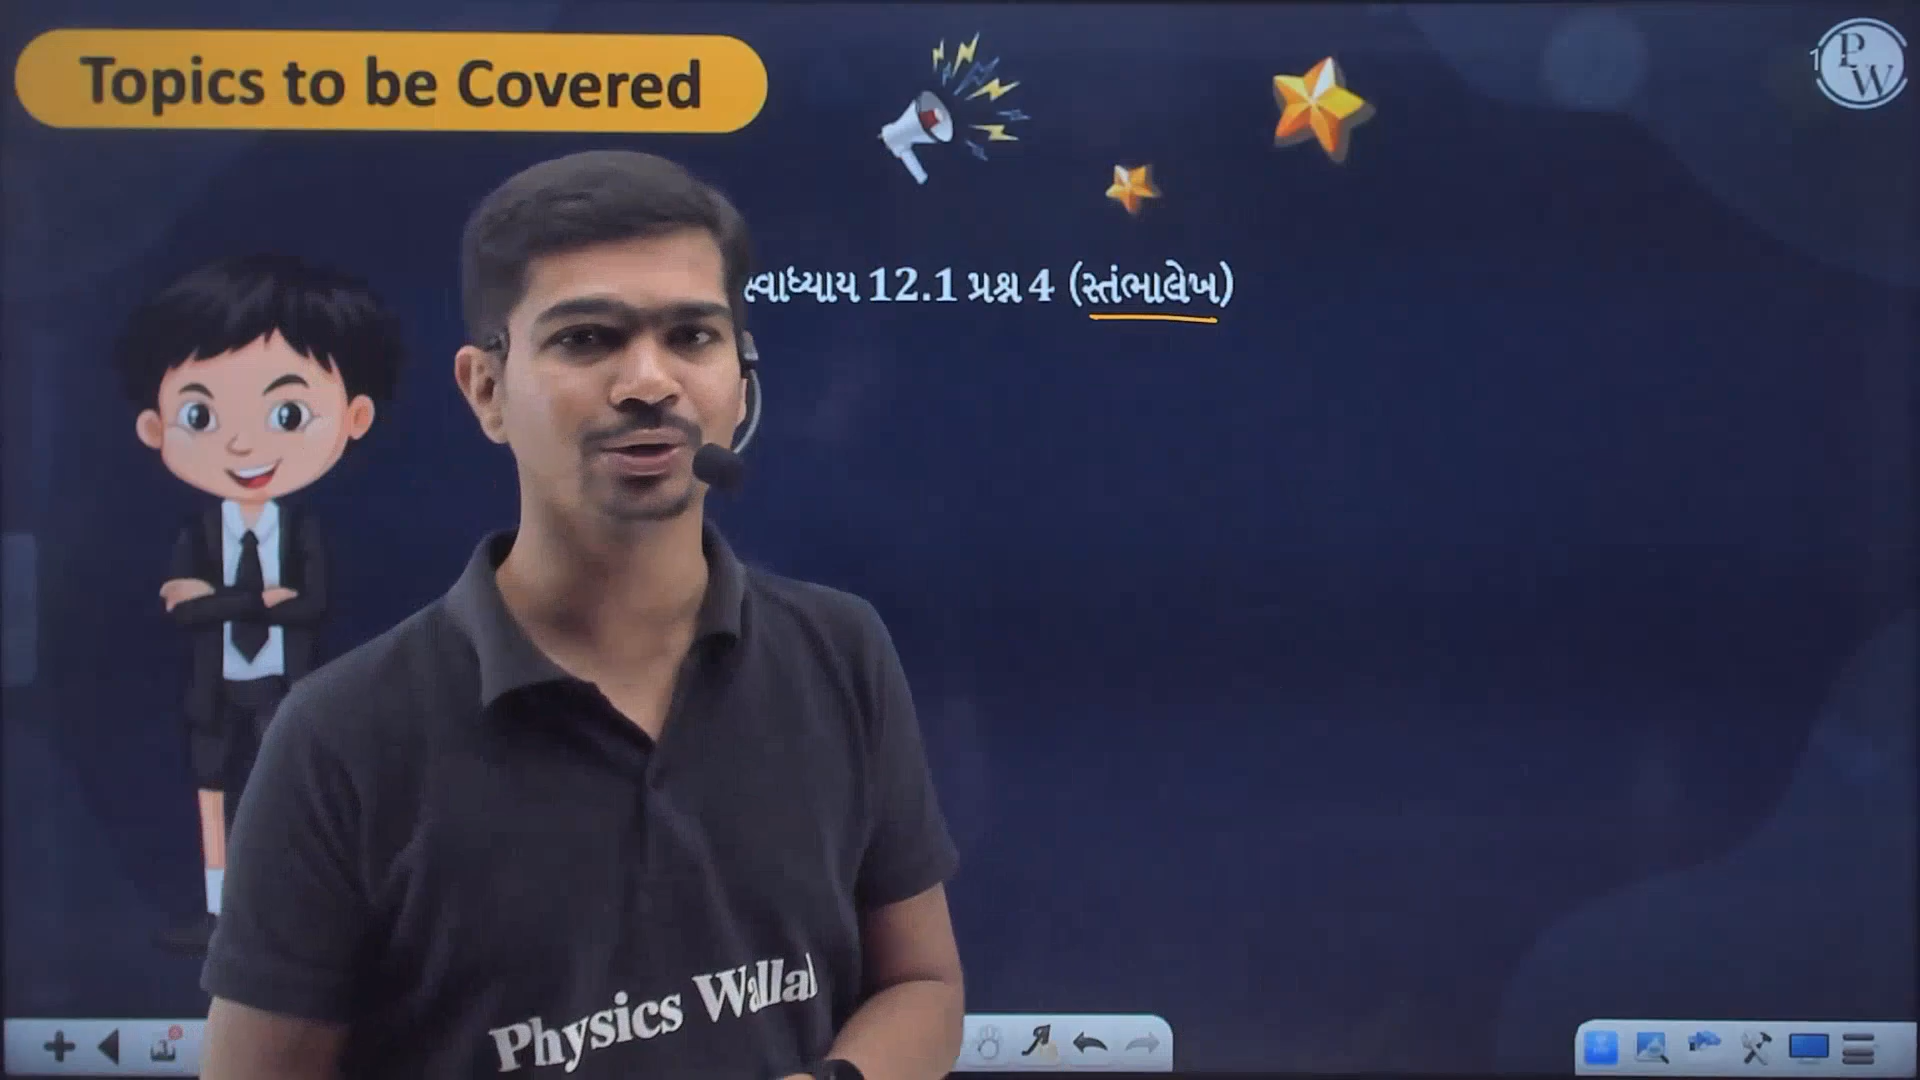 Topics to be Covered
PW
સ્વાધ્યાય 12.1 પ્રશ્ન 4 (સ્તંભાલેખ)
Physics Wallah